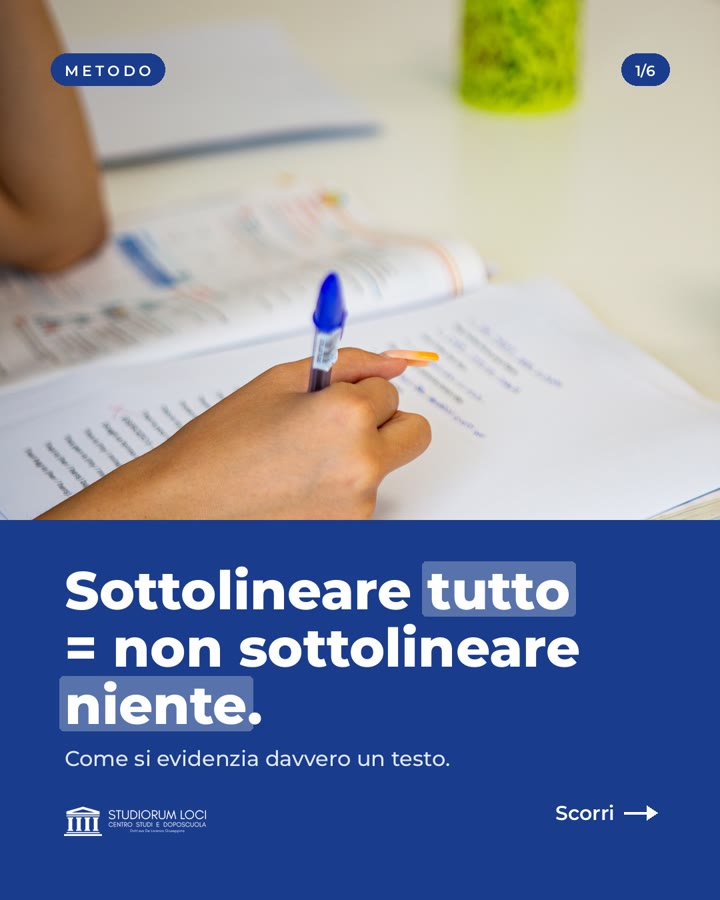 METODO
1/6
Sottolineare tutto
= non sottolineare
niente.
Come si evidenzia davvero un testo.
STUDIORUM LOCI
CENTRO STUDI E DOPOSCUOLA
Scorri